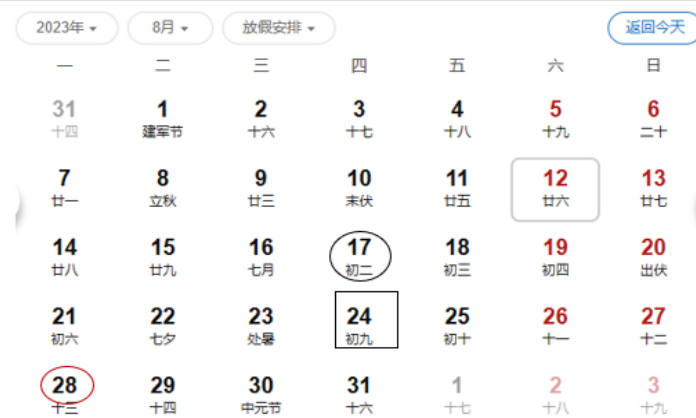 2023年 8月 放假安排 返回今天
一 二 三 四 五 六 日
31 1 2 3 4 5 6
十四 建军节 十六 十七 十八 十九 二十
7 8 9 10 11 12 13
廿一 立秋 廿三 末伏 廿五 廿六 廿七
14 15 16 17 18 19 20
廿八 廿九 七月 初二 初三 初四 出伏
21 22 23 24 25 26 27
初六 七夕 处暑 初九 初十 十一 十二
28 29 30 31 1 2 3
十三 十四 中元节 十六 十七 十八 十九